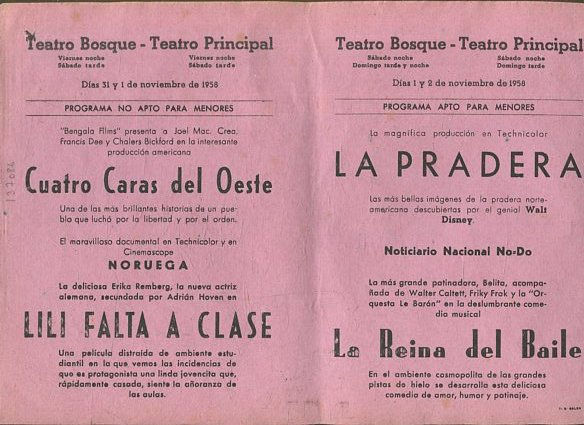 Teatro Bosque - Teatro Principal
Viernes noche Viernes noche
Sábado tarde Sábado tarde
Días 31 y 1 de noviembre de 1958
PROGRAMA NO APTO PARA MENORES
"Bengala Films" presenta a Joel Mac. Crea,
Francis Dee y Chalers Bickford en la interesante
producción americana
Cuatro Caras del Oeste
Una de las más brillantes historias de un pue-
blo que luchó por la libertad y por el orden.
El maravilloso documental en Technicolor y en
Cinemascope
NORUEGA
La deliciosa Erika Remberg, la nueva actriz
alemana, secundada por Adrián Hoven en
LILI FALTA A CLASE
Una película distraída de ambiente estu-
diantil en la que vemos las incidencias de
que es protagonista una linda jovencita que,
rápidamente casada, siente la añoranza de
las aulas.
137084
Teatro Bosque - Teatro Principal
Sábado noche Sábado noche
Domingo tarde y noche Domingo tarde
Días 1 y 2 de noviembre de 1958
PROGRAMA APTO PARA MENORES
La magnífica producción en Technicolor
LA PRADERA
Las más bellas imágenes de la pradera norte-
americana descubiertas por el genial Walt
Disney.
Noticiario Nacional No-Do
La más grande patinadora, Belita, acompa-
ñada de Walter Caltett, Friky Frok y la "Or-
questa Le Barón" en la deslumbrante come-
dia musical
La Reina del Baile
En el ambiente cosmopolita de las grandes
pistas de hielo se desarrolla esta deliciosa
comedia de amor, humor y patinaje.